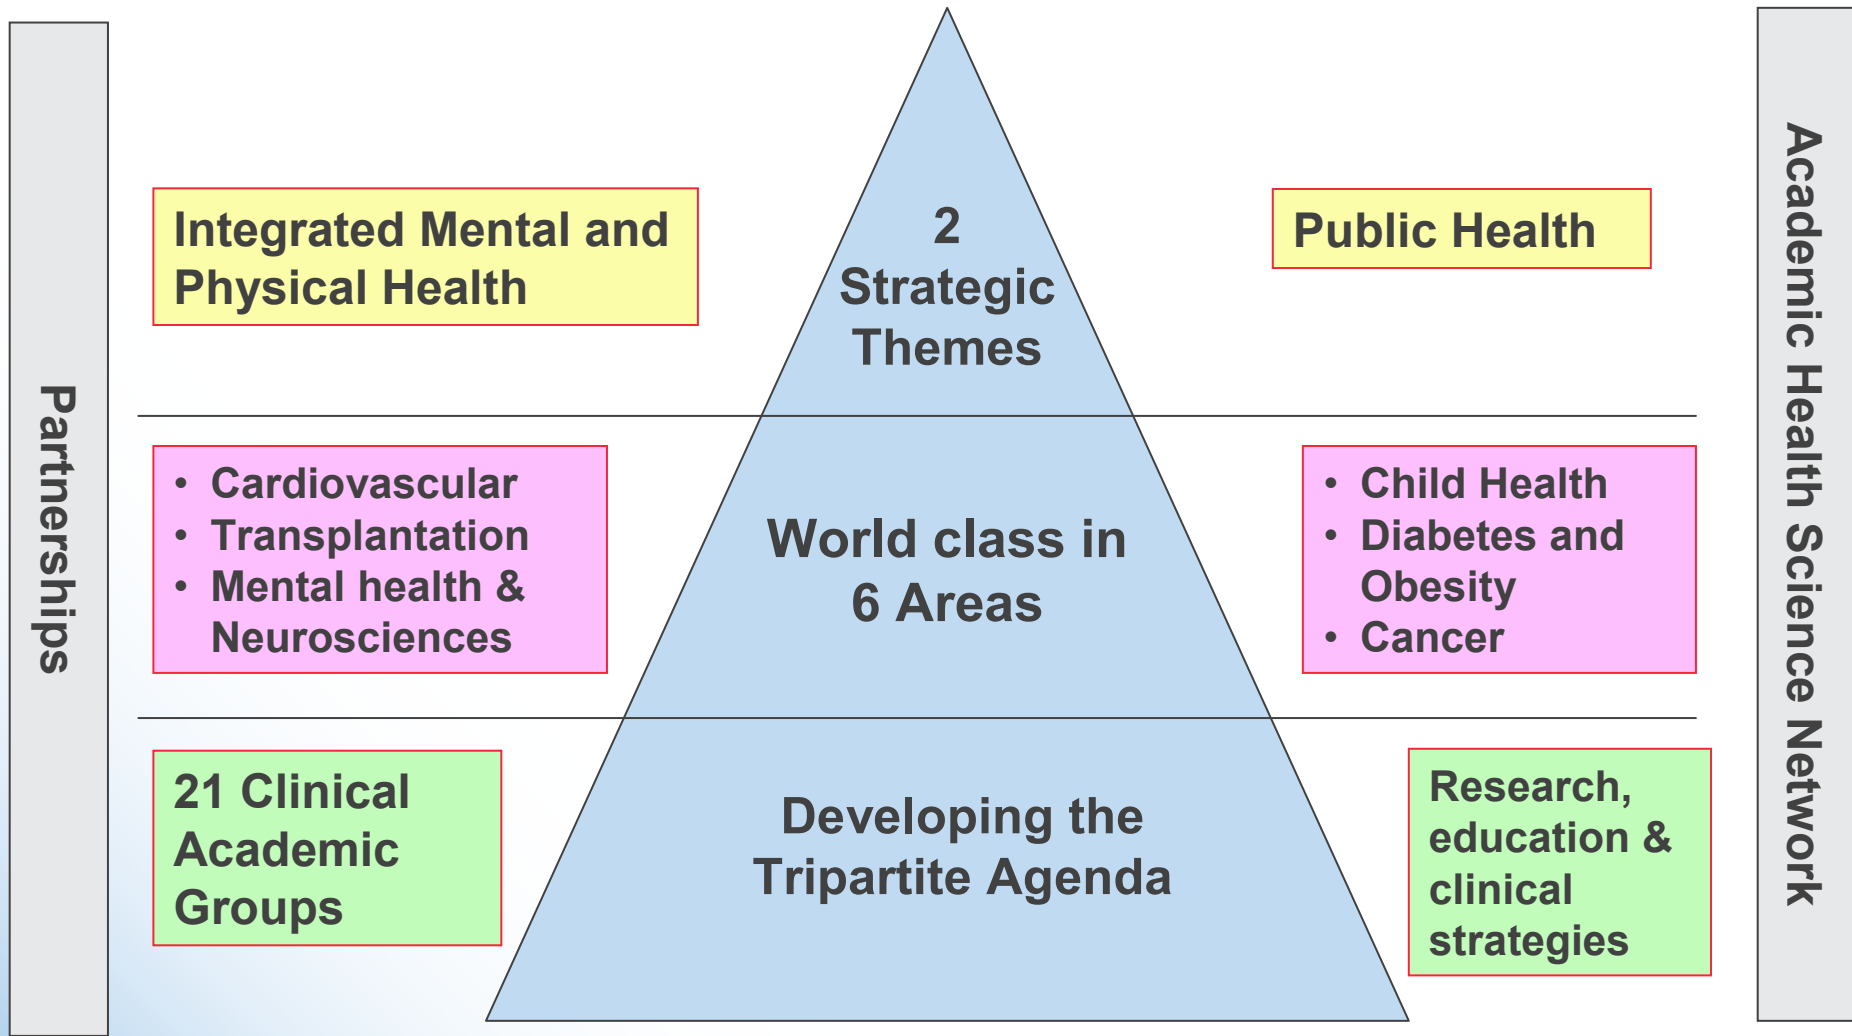 Partnerships
Integrated Mental and
Physical Health
2
Strategic
Themes
Public Health
• Cardiovascular
• Transplantation
• Mental health &
Neurosciences
World class in
6 Areas
• Child Health
• Diabetes and
Obesity
• Cancer
21 Clinical
Academic
Groups
Developing the
Tripartite Agenda
Research,
education &
clinical
strategies
Academic Health Science Network